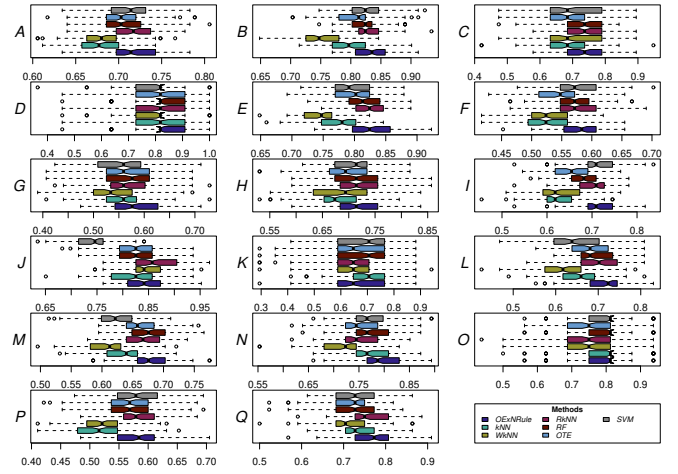 A B C
0.60 0.65 0.70 0.75 0.80 0.65 0.70 0.75 0.80 0.85 0.90 0.4 0.5 0.6 0.7 0.8 0.9
D E F
0.4 0.5 0.6 0.7 0.8 0.9 1.0 0.65 0.70 0.75 0.80 0.85 0.90 0.45 0.50 0.55 0.60 0.65 0.70
G H I
0.40 0.50 0.60 0.70 0.55 0.65 0.75 0.85 0.5 0.6 0.7 0.8
J K L
0.65 0.75 0.85 0.95 0.3 0.4 0.5 0.6 0.7 0.8 0.9 0.5 0.6 0.7 0.8
M N O
0.50 0.55 0.60 0.65 0.70 0.75 0.55 0.65 0.75 0.85 0.5 0.6 0.7 0.8 0.9
P Q
0.40 0.45 0.50 0.55 0.60 0.65 0.70 0.5 0.6 0.7 0.8 0.9
Methods
OExNRule RkNN SVM
kNN RF
WkNN OTE